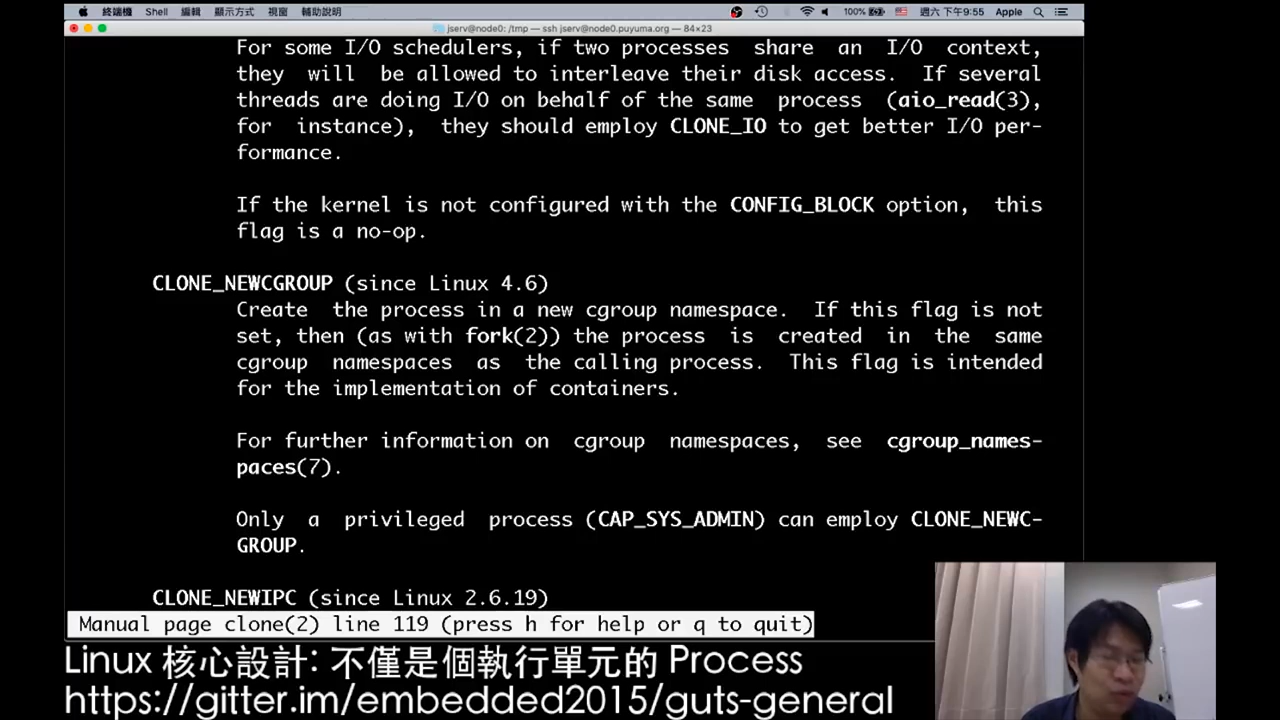 終端機 Shell 編輯 顯示方式 視窗 輔助說明 100% 週六 下午9:55 Apple
jserv@node0: /tmp — ssh jserv@node0.puyuma.org — 84×23
For some I/O schedulers, if two processes share an I/O context,
they will be allowed to interleave their disk access. If several
threads are doing I/O on behalf of the same process (aio_read(3),
for instance), they should employ CLONE_IO to get better I/O per-
formance.
If the kernel is not configured with the CONFIG_BLOCK option, this
flag is a no-op.
CLONE_NEWCGROUP (since Linux 4.6)
Create the process in a new cgroup namespace. If this flag is not
set, then (as with fork(2)) the process is created in the same
cgroup namespaces as the calling process. This flag is intended
for the implementation of containers.
For further information on cgroup namespaces, see cgroup_names-
paces(7).
Only a privileged process (CAP_SYS_ADMIN) can employ CLONE_NEWC-
GROUP.
CLONE_NEWIPC (since Linux 2.6.19)
Manual page clone(2) line 119 (press h for help or q to quit)
Linux 核心設計: 不僅是個執行單元的 Process
https://gitter.im/embedded2015/guts-general